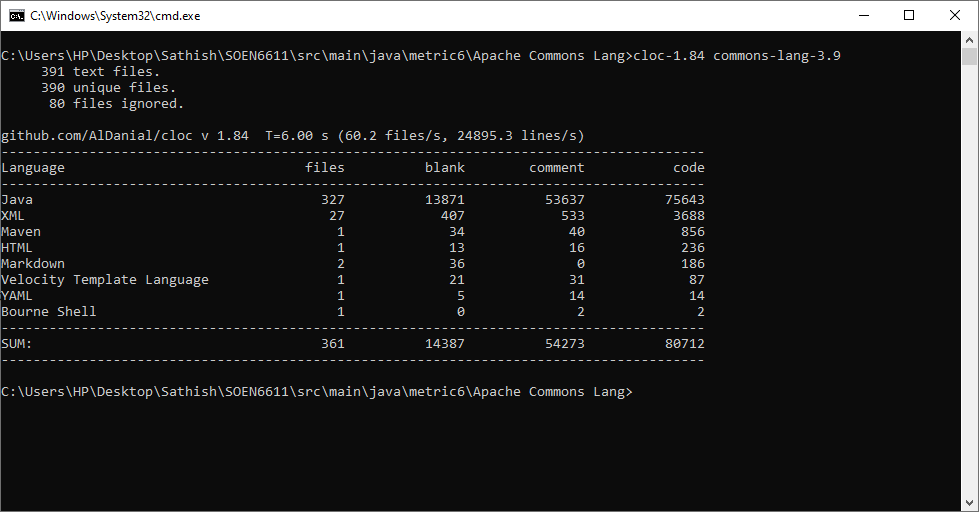 C:\Windows\System32\cmd.exe
C:\Users\HP\Desktop\Sathish\SOEN6611\src\main\java\metric6\Apache Commons Lang>cloc-1.84 commons-lang-3.9
     391 text files.
     390 unique files.
      80 files ignored.

github.com/AlDanial/cloc v 1.84  T=6.00 s (60.2 files/s, 24895.3 lines/s)
----------------------------------------------------------------------------------------
Language                              files          blank        comment           code
----------------------------------------------------------------------------------------
Java                                    327          13871          53637          75643
XML                                      27            407            533           3688
Maven                                     1             34             40            856
HTML                                      1             13             16            236
Markdown                                  2             36              0            186
Velocity Template Language                1             21             31             87
YAML                                      1              5             14             14
Bourne Shell                              1              0              2              2
----------------------------------------------------------------------------------------
SUM:                                    361          14387          54273          80712
----------------------------------------------------------------------------------------

C:\Users\HP\Desktop\Sathish\SOEN6611\src\main\java\metric6\Apache Commons Lang>